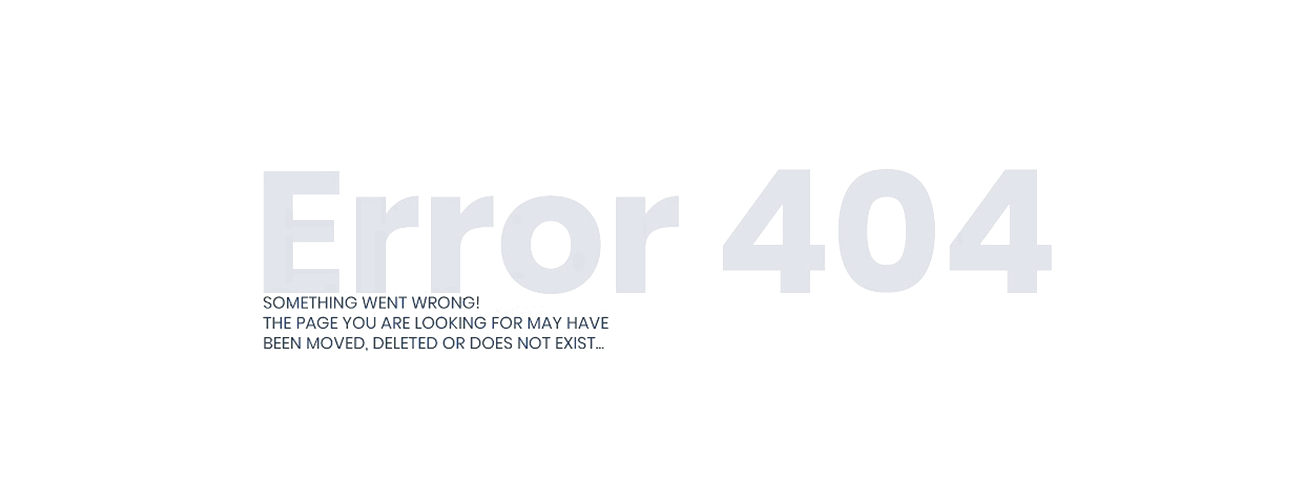 Error 404
SOMETHING WENT WRONG!
THE PAGE YOU ARE LOOKING FOR MAY HAVE
BEEN MOVED, DELETED OR DOES NOT EXIST...